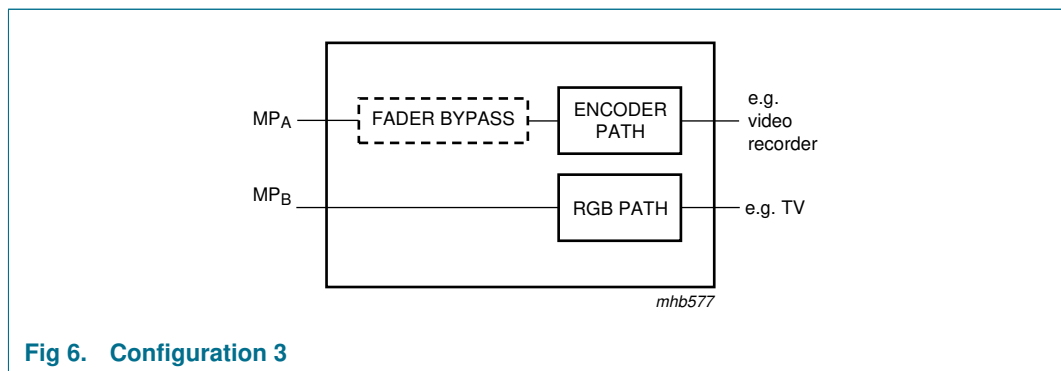 MPA
FADER BYPASS
ENCODER
PATH
e.g.
video
recorder
MPB
RGB PATH
e.g. TV
mhb577
Fig 6. Configuration 3